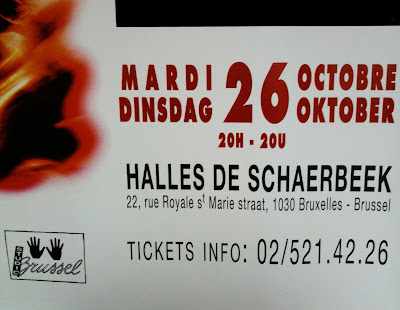 MARDI 26 OCTOBRE
DINSDAG OKTOBER
20H - 20U
HALLES DE SCHAERBEEK
22, rue Royale st Marie straat, 1030 Bruxelles - Brussel
TICKETS INFO: 02/521.42.26
Brussel